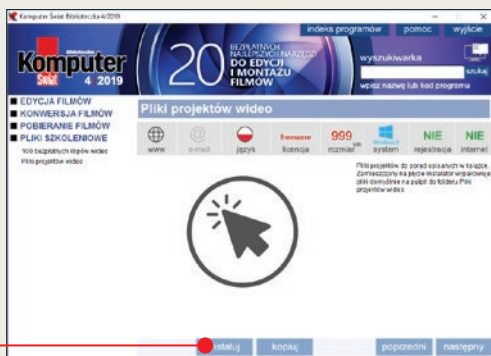 Komputer Świat Biblioteczka 4/2019
indeks programów pomoc wyjście
Biblioteczka
Komputer
Świat 4 2019
20 BEZPŁATNYCH
NAJLEPSZYCH NARZĘDZI
DO EDYCJI
I MONTAŻU
FILMÓW
wyszukiwarka
szukaj
wpisz nazwę lub kod programu
EDYCJA FILMÓW
KONWERSJA FILMÓW
POBIERANIE FILMÓW
PLIKI SZKOLENIOWE
100 bezpłatnych klipów wideo
Pliki projektów wideo
Pliki projektów wideo
freeware 999 MB NIE NIE
www e-mail język licencja rozmiar system rejestracja internet
Pliki projektów do porad opisanych w książce.
Zamieszczony na płycie instalator wypakowuje
pliki domyślnie na pulpit do folderu Pliki
projektów wideo
instaluj kopiuj poprzedni następny